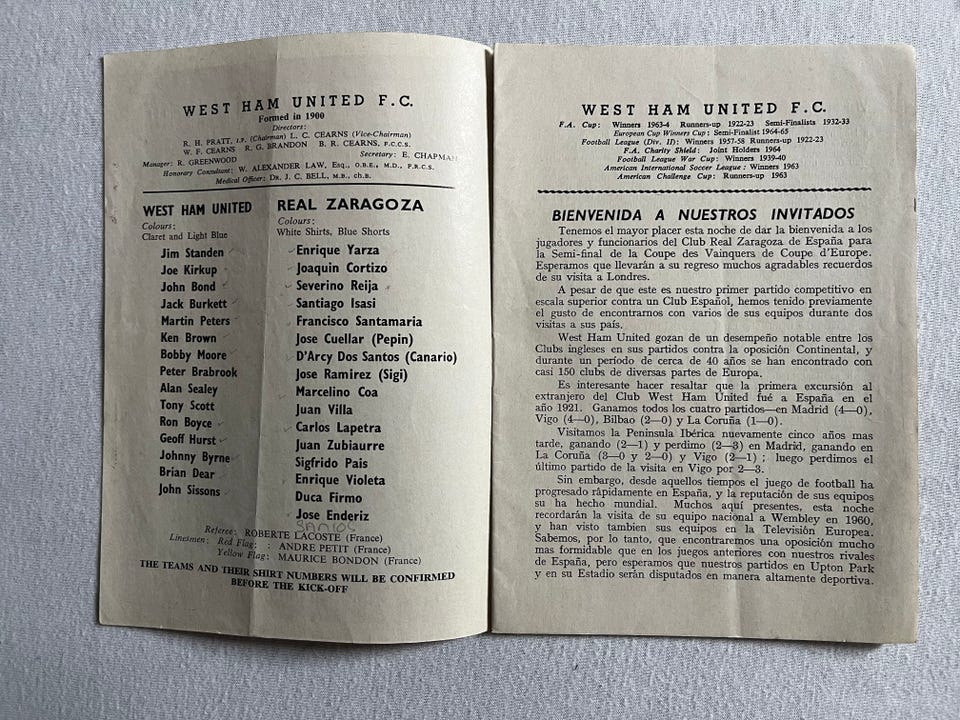 WEST HAM UNITED F.C.
Formed in 1900
Directors:
R. H. PRATT, J.P. (Chairman) L. C. CEARNS (Vice-Chairman)
W. F. CEARNS R. G. BRANDON B. R. CEARNS, F.C.C.S.
Manager: R. GREENWOOD Secretary: E. CHAPMAN
Honorary Consultant: W. ALEXANDER LAW, Esq., O.B.E., M.D., F.R.C.S.
Medical Officer: DR. J. C. BELL, M.B., ch.B.
WEST HAM UNITED
Colours:
Claret and Light Blue
Jim Standen
Joe Kirkup
John Bond
Jack Burkett
Martin Peters
Ken Brown
Bobby Moore
Peter Brabrook
Alan Sealey
Tony Scott
Ron Boyce
Geoff Hurst
Johnny Byrne
Brian Dear
John Sissons
REAL ZARAGOZA
Colours:
White Shirts, Blue Shorts
Enrique Yarza
Joaquin Cortizo
Severino Reija
Santiago Isasi
Francisco Santamaria
Jose Cuellar (Pepin)
D'Arcy Dos Santos (Canario)
Jose Ramirez (Sigi)
Marcelino Coa
Juan Villa
Carlos Lapetra
Juan Zubiaurre
Sigfrido Pais
Enrique Violeta
Duca Firmo
Jose Enderiz
SANTOS
Referee: ROBERTE LACOSTE (France)
Linesmen: Red Flag: : ANDRE PETIT (France)
Yellow Flag: MAURICE BONDON (France)
THE TEAMS AND THEIR SHIRT NUMBERS WILL BE CONFIRMED
BEFORE THE KICK-OFF
WEST HAM UNITED F.C.
F.A. Cup: Winners 1963-4 Runners-up 1922-23 Semi-Finalists 1932-33
European Cup Winners Cup: Semi-Finalist 1964-65
Football League (Div. II): Winners 1957-58 Runners-up 1922-23
F.A. Charity Shield: Joint Holders 1964
Football League War Cup: Winners 1939-40
American International Soccer League: Winners 1963
American Challenge Cup: Runners-up 1963
BIENVENIDA A NUESTROS INVITADOS
Tenemos el mayor placer esta noche de dar la bienvenida a los
jugadores y funcionarios del Club Real Zaragoza de España para
la Semi-final de la Coupe des Vainqueurs de Coupe d'Europe.
Esperamos que llevarán a su regreso muchos agradables recuerdos
de su visita a Londres.
A pesar de que este es nuestro primer partido competitivo en
escala superior contra un Club Español, hemos tenido previamente
el gusto de encontrarnos con varios de sus equipos durante dos
visitas a su país.
West Ham United gozan de un desempeño notable entre los
Clubs ingleses en sus partidos contra la oposición Continental, y
durante un período de cerca de 40 años se han encontrado con
casi 150 clubs de diversas partes de Europa.
Es interesante hacer resaltar que la primera excursión al
extranjero del Club West Ham United fué a España en el
año 1921. Ganamos todos los cuatro partidos—en Madrid (4—0),
Vigo (4—0), Bilbao (2—0) y La Coruña (1—0).
Visitamos la Peninsula Ibérica nuevamente cinco años mas
tarde, ganando (2—1) y perdimo (2—3) en Madrid, ganando en
La Coruña (3—0 y 2—0) y Vigo (2—1) ; luego perdimos el
último partido de la visita en Vigo por 2—3.
Sin embargo, desde aquellos tiempos el juego de football ha
progresado rápidamente en España, y la reputación de sus equipos
su ha hecho mundial. Muchos aquí presentes, esta noche
recordarán la visita de su equipo nacional a Wembley en 1960,
y han visto tambien sus equipos en la Televisión Europea.
Sabemos, por lo tanto, que encontraremos una oposición mucho
mas formidable que en los juegos anteriores con nuestros rivales
de España, pero esperamos que nuestros partidos en Upton Park
y en su Estadio serán disputados en manera altamente deportiva.